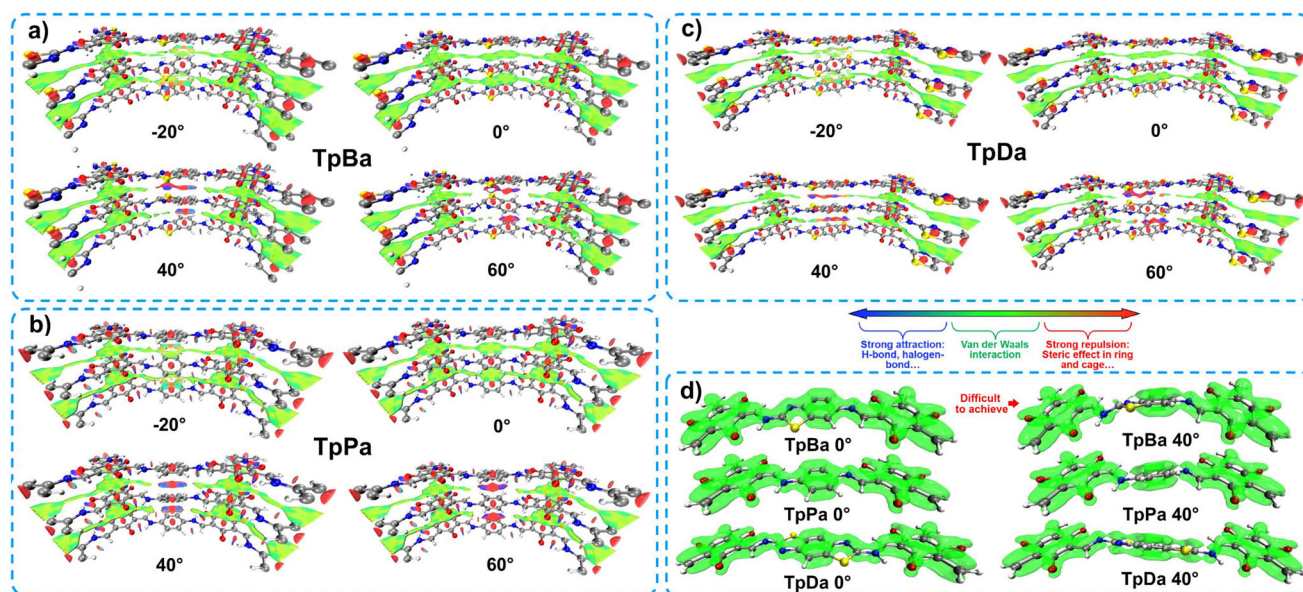 a)
-20°
0°
TpBa
40°
60°
b)
-20°
0°
TpPa
40°
60°
c)
-20°
0°
TpDa
40°
60°
Strong attraction:
H-bond, halogen-
bond...
Van der Waals
interaction
Strong repulsion:
Steric effect in ring
and cage...
d)
Difficult
to achieve
TpBa 0°
TpBa 40°
TpPa 0°
TpPa 40°
TpDa 0°
TpDa 40°